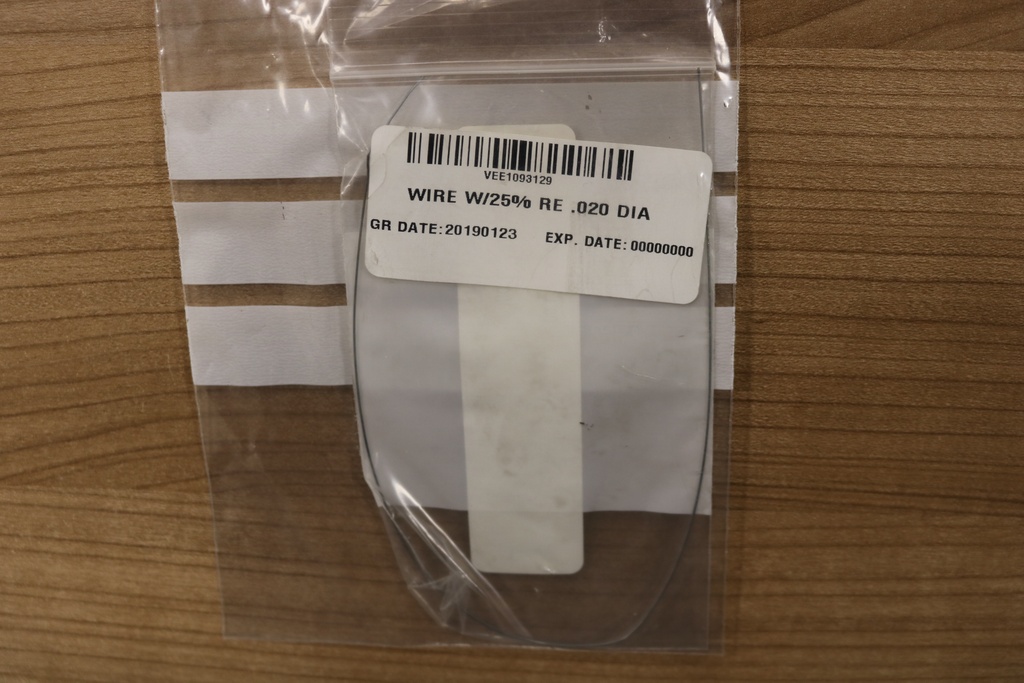 VEE1093129
WIRE W/25% RE .020 DIA
GR DATE:20190123 EXP. DATE: 00000000